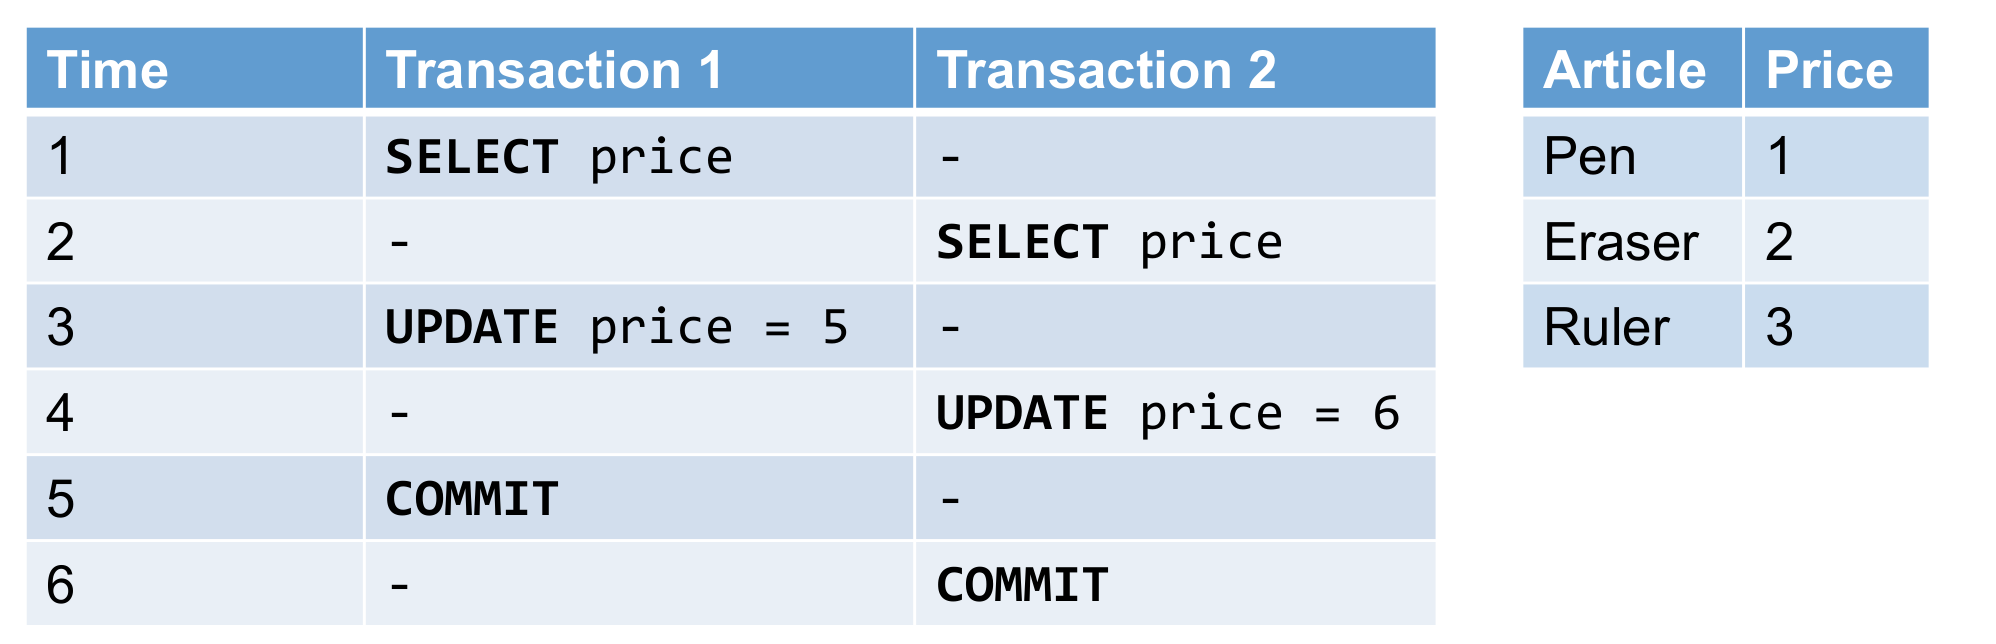 Time Transaction 1 Transaction 2
1 SELECT price -
2 - SELECT price
3 UPDATE price = 5 -
4 - UPDATE price = 6
5 COMMIT -
6 - COMMIT
Article Price
Pen 1
Eraser 2
Ruler 3